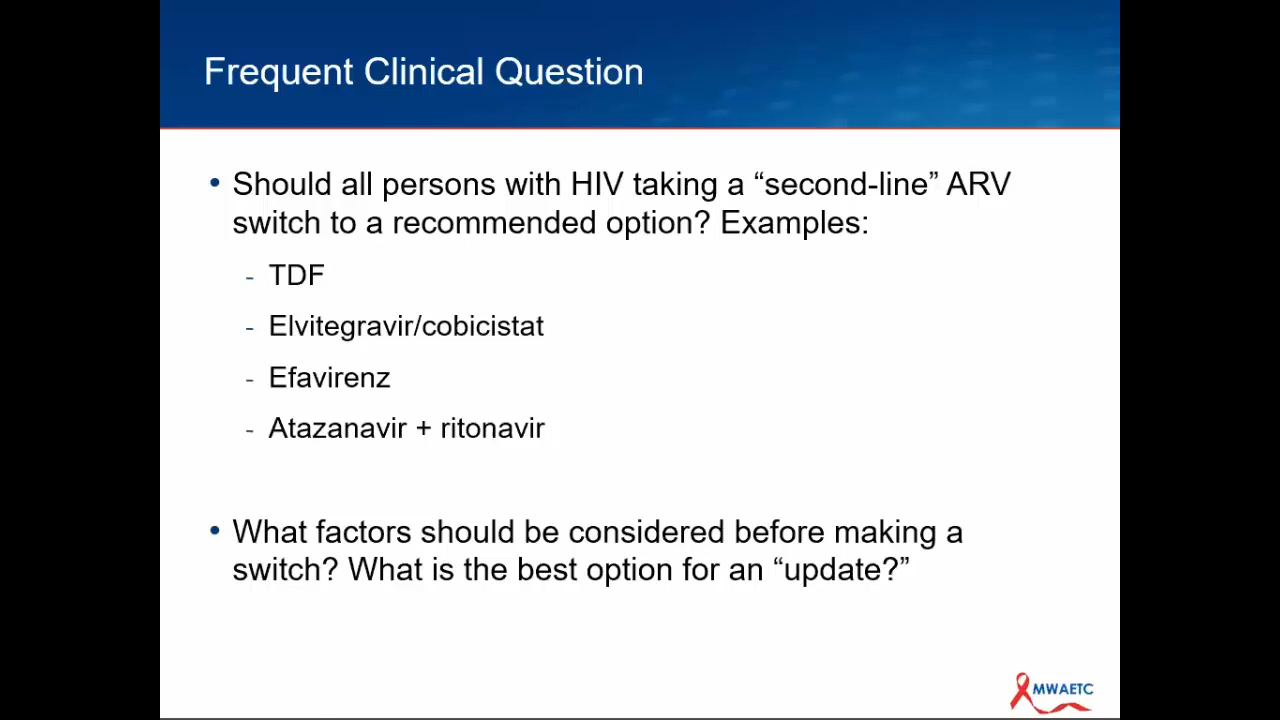 Frequent Clinical Question
• Should all persons with HIV taking a “second-line” ARV
switch to a recommended option? Examples:
- TDF
- Elvitegravir/cobicistat
- Efavirenz
- Atazanavir + ritonavir
• What factors should be considered before making a
switch? What is the best option for an “update?”
MWAETC